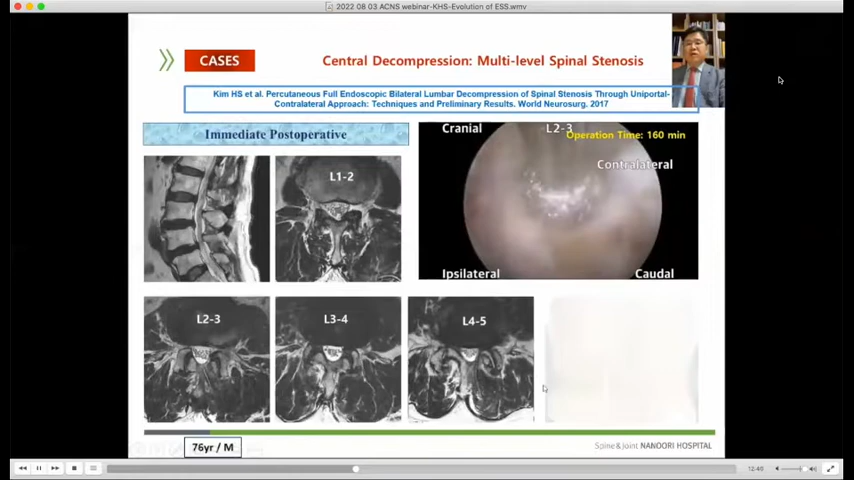 2022 08 03 ACNS webinar-KHS-Evolution of ESS.wmv
CASES
Central Decompression: Multi-level Spinal Stenosis
Kim HS et al. Percutaneous Full Endoscopic Bilateral Lumbar Decompression of Spinal Stenosis Through Uniportal-
Contralateral Approach: Techniques and Preliminary Results. World Neurosurg. 2017
Immediate Postoperative
Cranial
L2-3
Operation Time: 160 min
Contralateral
L1-2
Ipsilateral
Caudal
L2-3
L3-4
L4-5
76yr / M
Spine & Joint NANOORI HOSPITAL
12:40